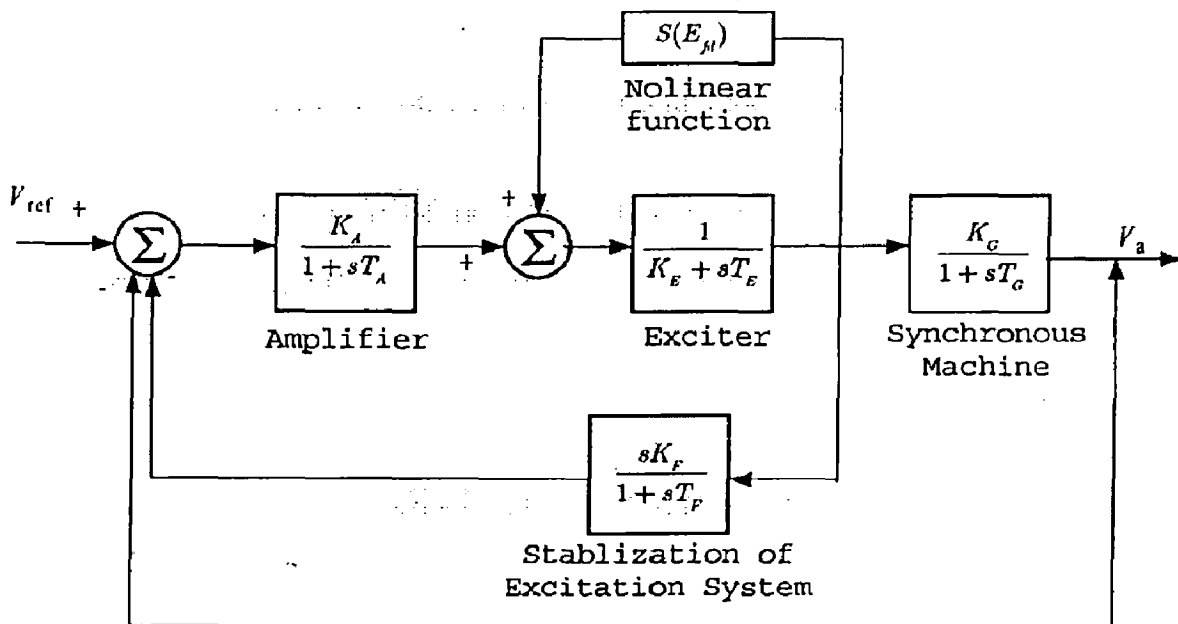 S(E_fd)
Nolinear
function
V_ref +
Σ
- -
K_A
1 + sT_A
Amplifier
+
+
Σ
1
K_E + sT_E
Exciter
K_G
1 + sT_G
Synchronous
Machine
V_a
sK_F
1 + sT_F
Stablization of
Excitation System